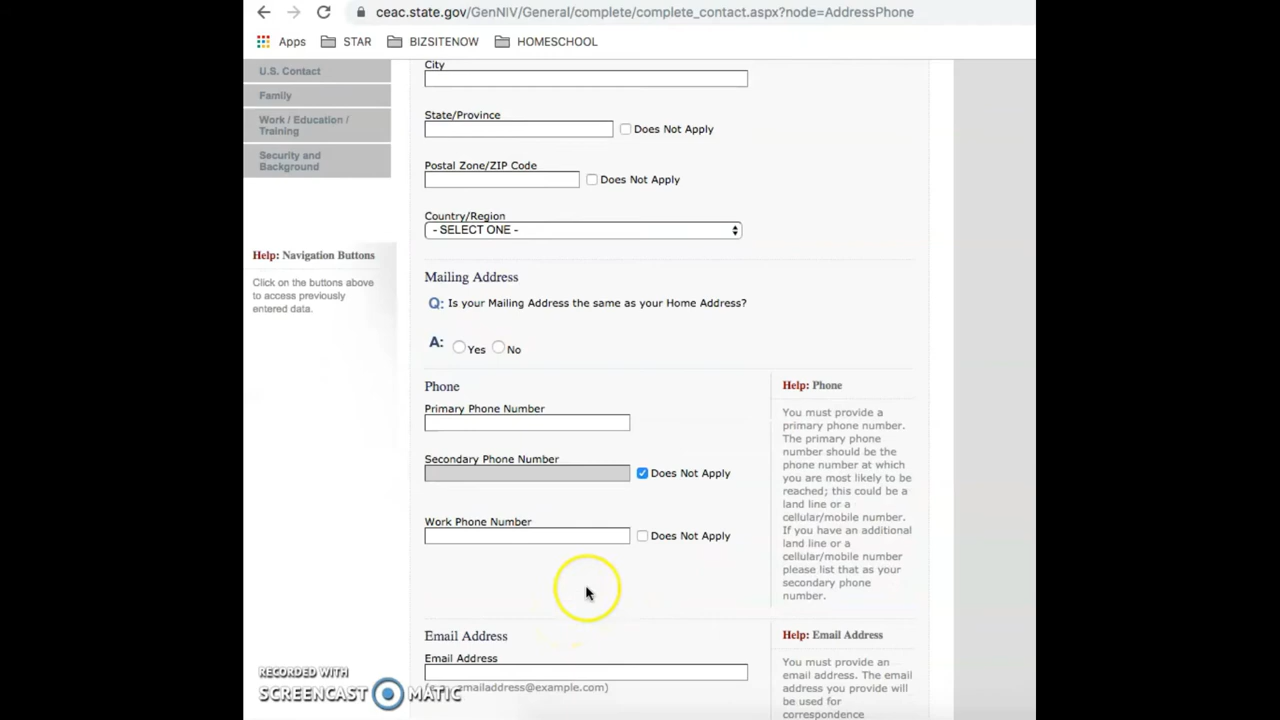 ceac.state.gov/GenNIV/General/complete/complete_contact.aspx?node=AddressPhone
Apps STAR BIZSITENOW HOMESCHOOL
U.S. Contact
Family
Work / Education /
Training
Security and
Background
Help: Navigation Buttons
Click on the buttons above
to access previously
entered data.
City
State/Province
Does Not Apply
Postal Zone/ZIP Code
Does Not Apply
Country/Region
- SELECT ONE -
Mailing Address
Q: Is your Mailing Address the same as your Home Address?
A: Yes No
Phone
Primary Phone Number
Secondary Phone Number
Does Not Apply
Work Phone Number
Does Not Apply
Help: Phone
You must provide a
primary phone number.
The primary phone
number should be the
phone number at which
you are most likely to be
reached; this could be a
land line or a
cellular/mobile number.
If you have an additional
land line or a
cellular/mobile number
please list that as your
secondary phone
number.
Email Address
Email Address
emailaddress@example.com)
Help: Email Address
You must provide an
email address. The email
address you provide will
be used for
correspondence
RECORDED WITH
SCREENCAST MATIC